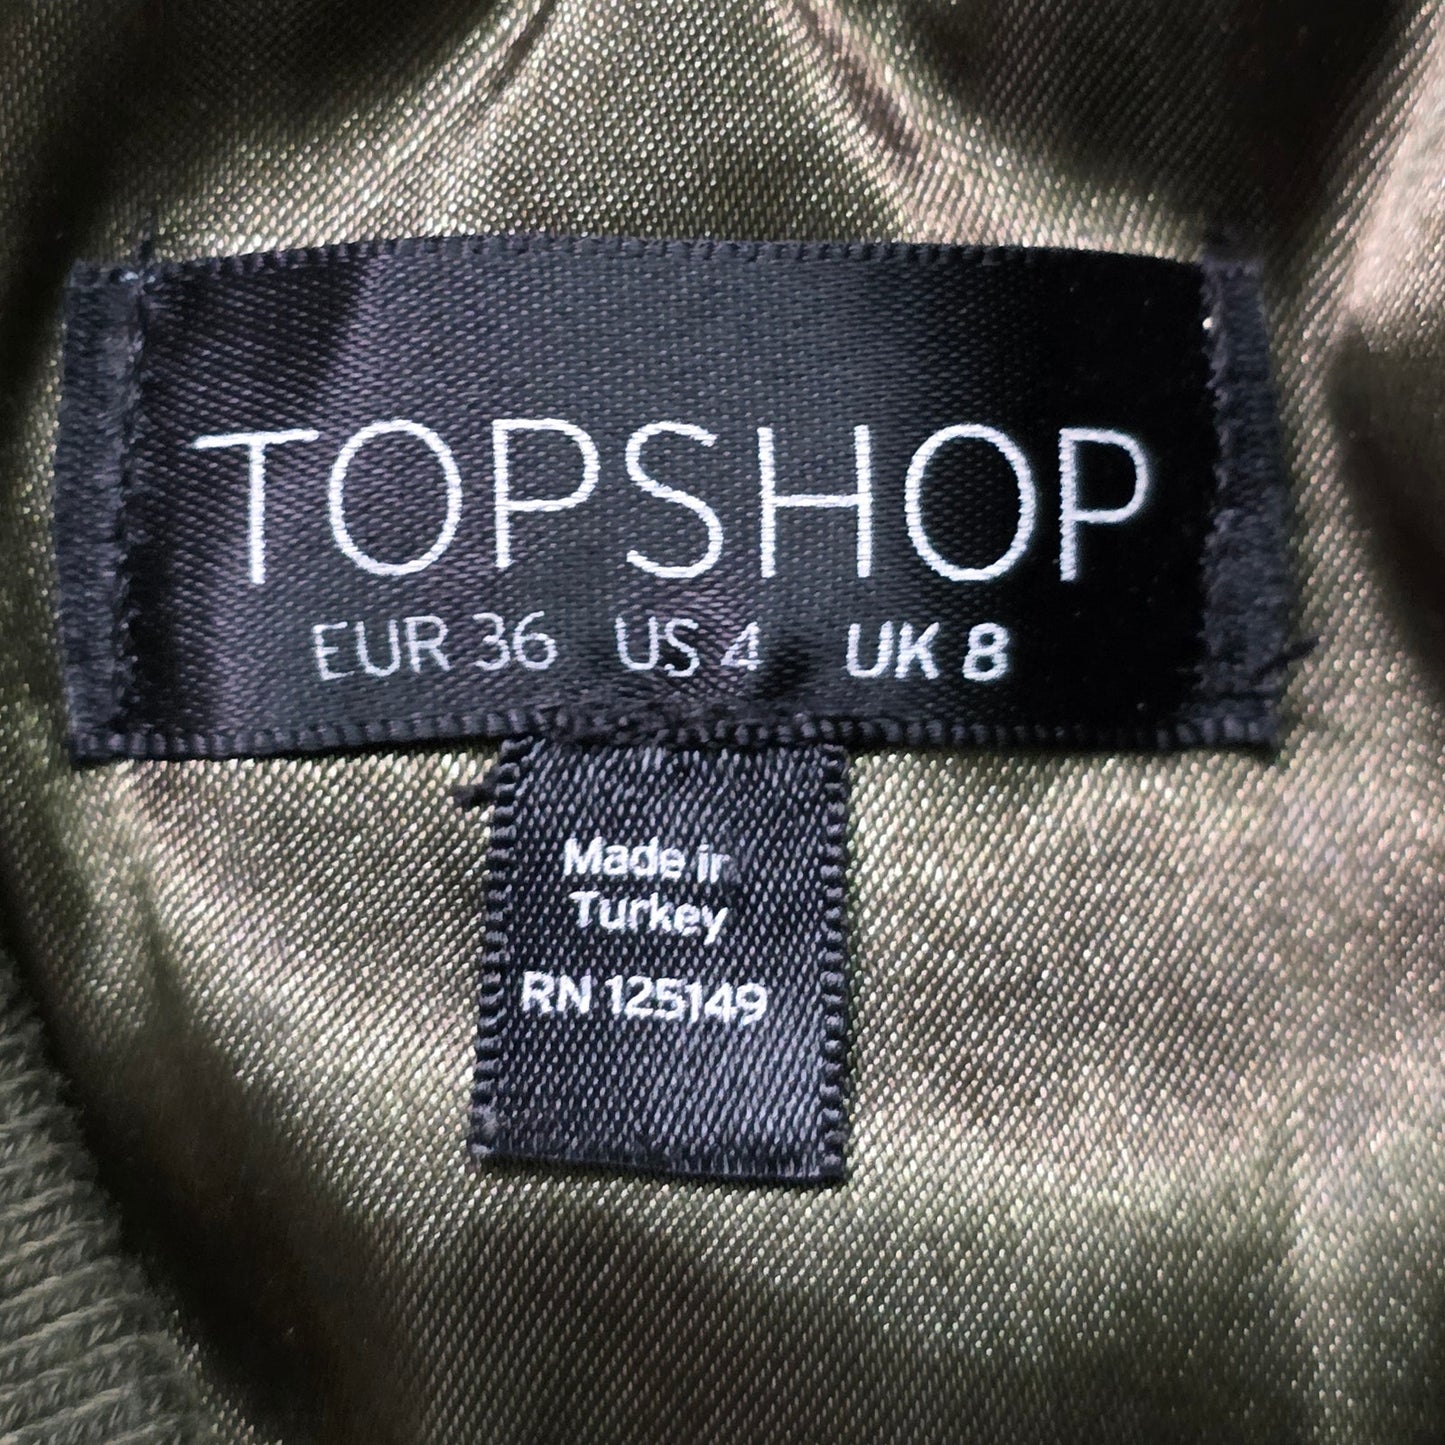 TOPSHOP
EUR 36 US 4 UK 8
Made in
Turkey
RN 125149